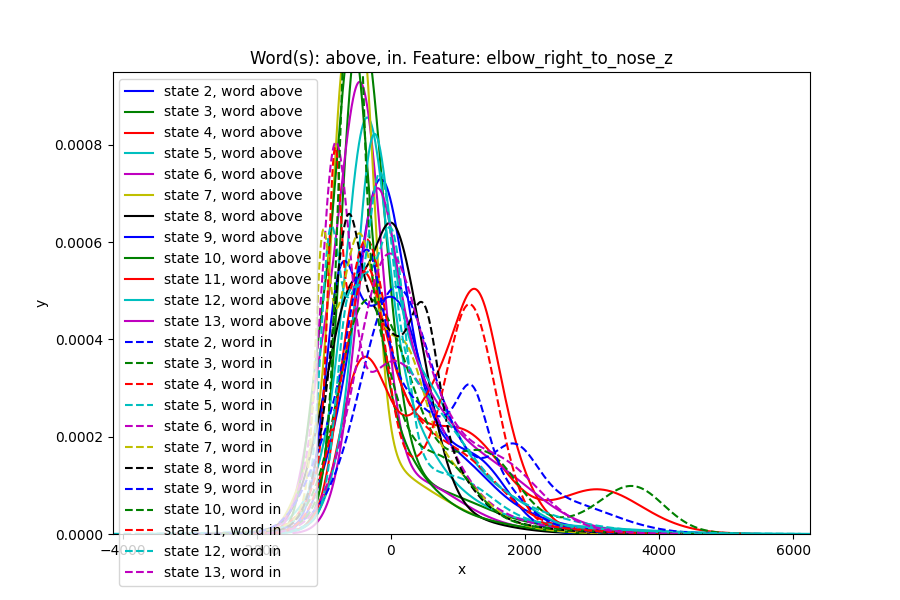 Word(s): above, in. Feature: elbow_right_to_nose_z
y
0.0008
0.0006
0.0004
0.0002
0.0000
state 2, word above
state 3, word above
state 4, word above
state 5, word above
state 6, word above
state 7, word above
state 8, word above
state 9, word above
state 10, word above
state 11, word above
state 12, word above
state 13, word above
state 2, word in
state 3, word in
state 4, word in
state 5, word in
state 6, word in
state 7, word in
state 8, word in
state 9, word in
state 10, word in
state 11, word in
state 12, word in
state 13, word in
−4000 −2000 0 2000 4000 6000
x